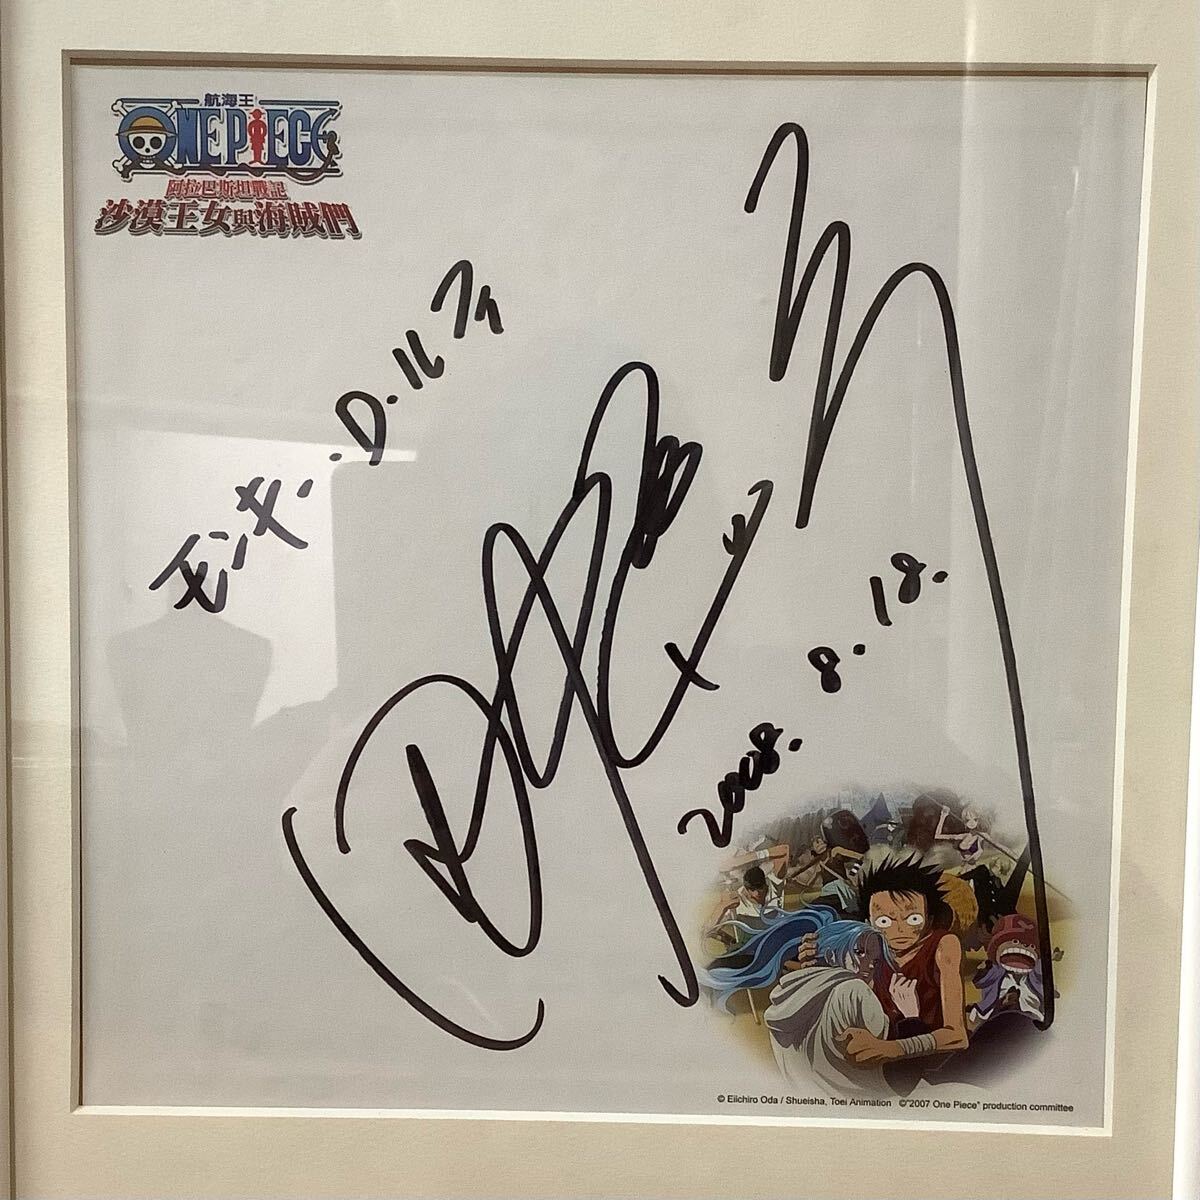 航海王
ONE PIECE
阿拉巴斯坦戰記
沙漠王女與海賊們
モンキー・D・ルフィ
2008.8.18.
© Eiichiro Oda / Shueisha, Toei Animation ©"2007 One Piece" production committee